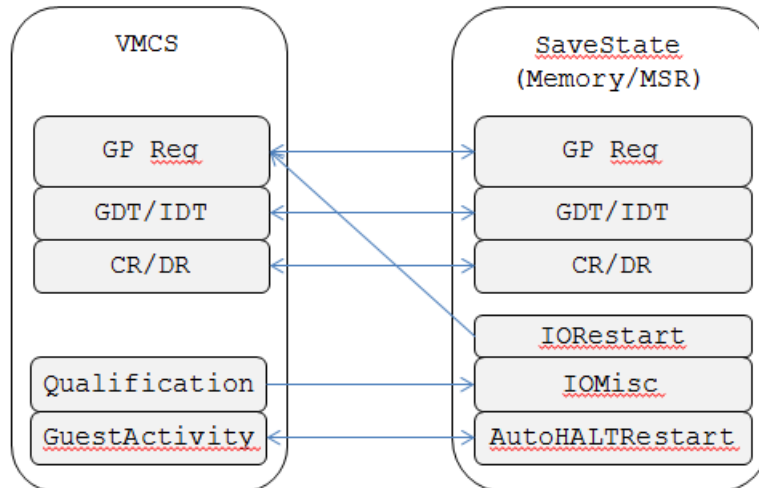 VMCS
GP Reg
GDT/IDT
CR/DR
Qualification
GuestActivity
SaveState
(Memory/MSR)
GP Reg
GDT/IDT
CR/DR
IORestart
IOMisc
AutoHALTRestart